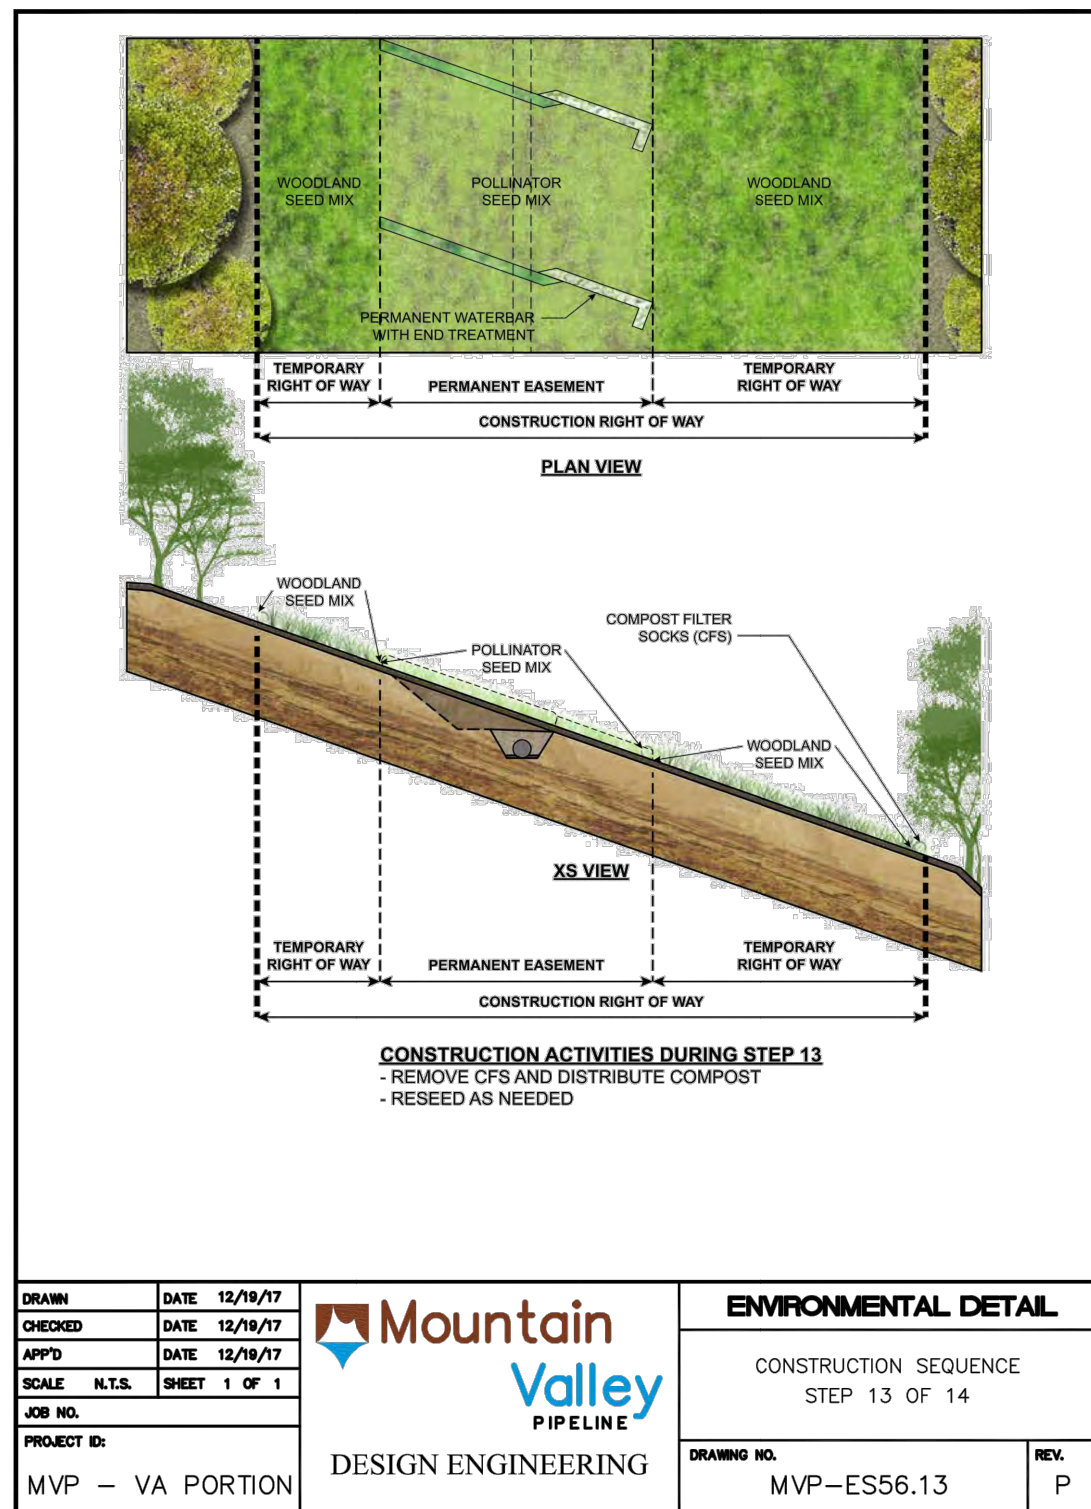 WOODLAND
SEED MIX
POLLINATOR
SEED MIX
WOODLAND
SEED MIX
PERMANENT WATERBAR
WITH END TREATMENT
TEMPORARY
RIGHT OF WAY
PERMANENT EASEMENT
TEMPORARY
RIGHT OF WAY
CONSTRUCTION RIGHT OF WAY
PLAN VIEW
WOODLAND
SEED MIX
COMPOST FILTER
SOCKS (CFS)
POLLINATOR
SEED MIX
WOODLAND
SEED MIX
XS VIEW
TEMPORARY
RIGHT OF WAY
PERMANENT EASEMENT
TEMPORARY
RIGHT OF WAY
CONSTRUCTION RIGHT OF WAY
CONSTRUCTION ACTIVITIES DURING STEP 13
- REMOVE CFS AND DISTRIBUTE COMPOST
- RESEED AS NEEDED
DRAWN DATE 12/19/17
CHECKED DATE 12/19/17
APP'D DATE 12/19/17
SCALE N.T.S. SHEET 1 OF 1
JOB NO.
PROJECT ID:
MVP - VA PORTION
Mountain
Valley
PIPELINE
DESIGN ENGINEERING
ENVIRONMENTAL DETAIL
CONSTRUCTION SEQUENCE
STEP 13 OF 14
DRAWING NO.
MVP-ES56.13
REV.
P